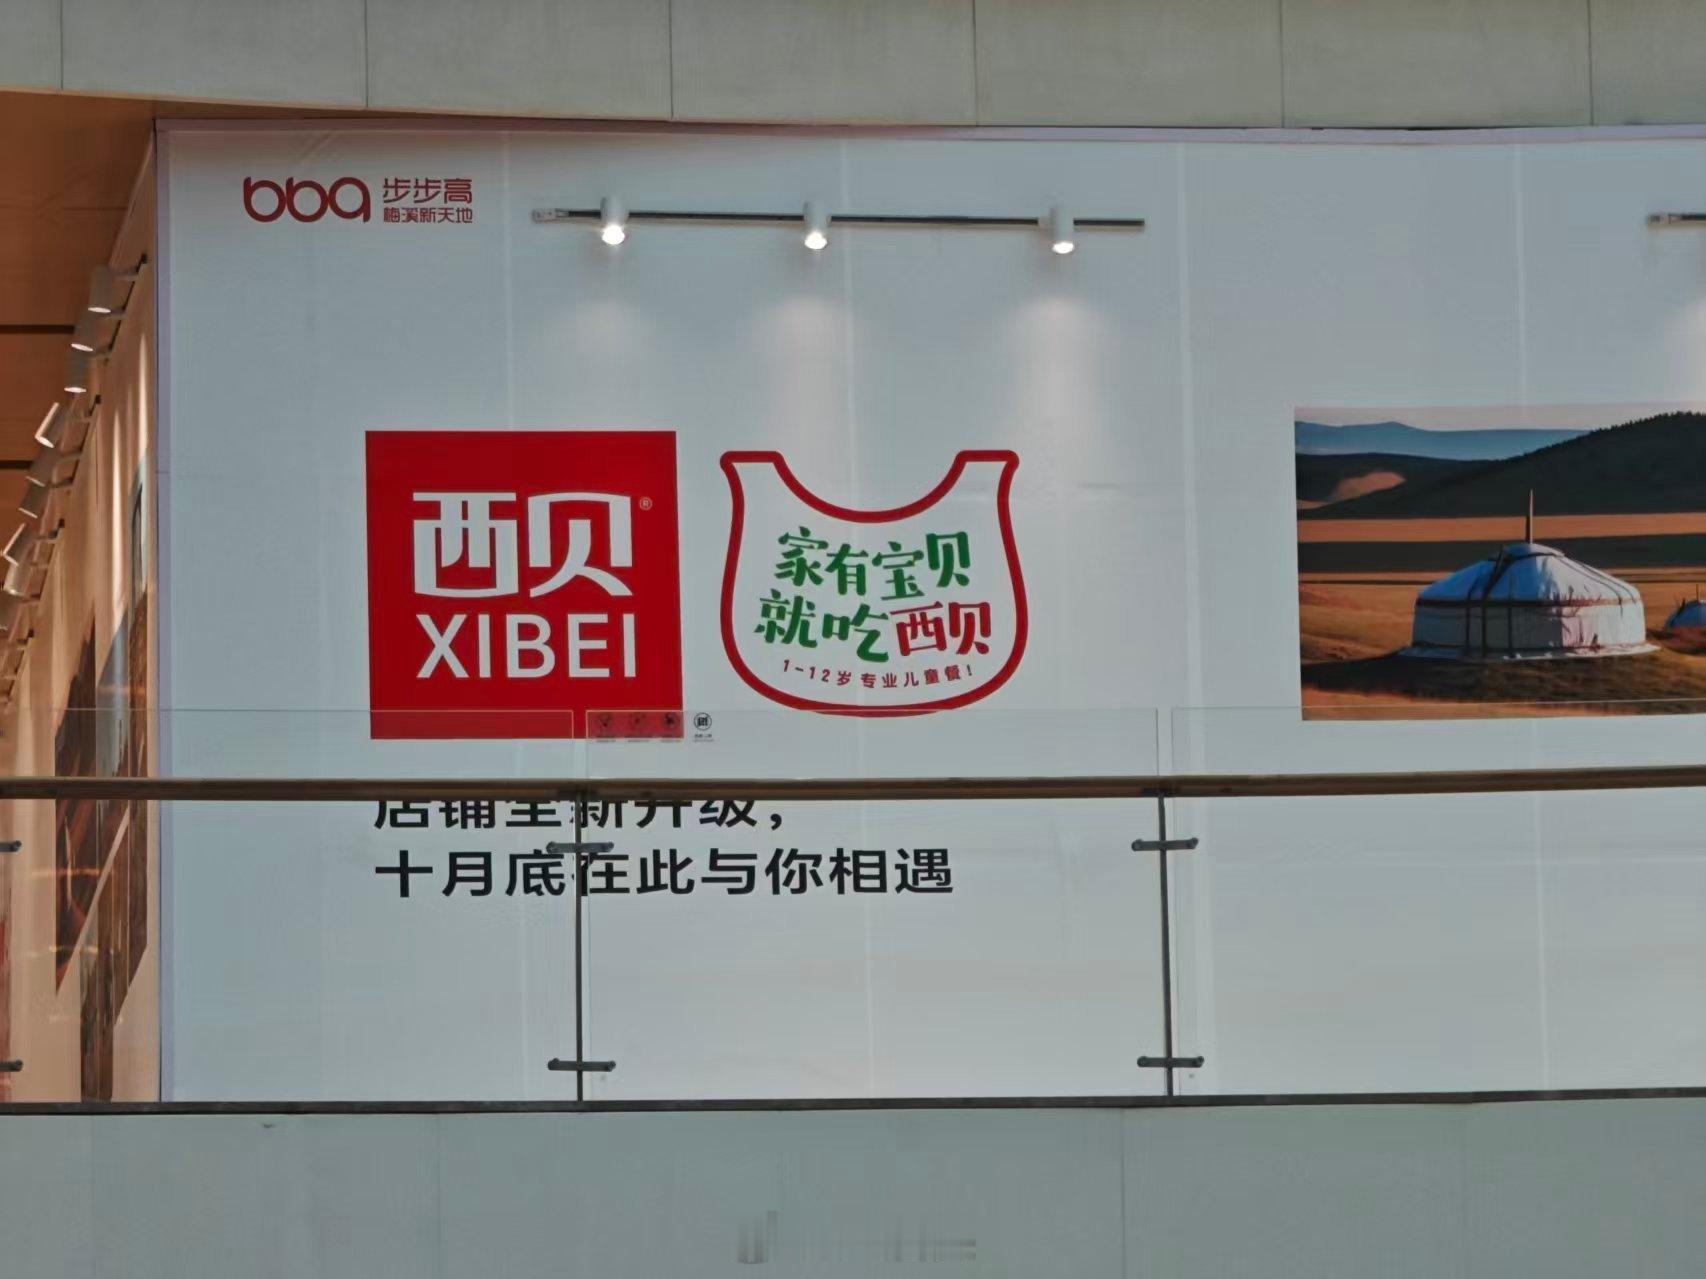 bbg 步步高
梅溪新天地
西贝®
XIBEI
家有宝贝
就吃西贝
1-12岁专业儿童餐!
店铺全新升级，
十月底在此与你相遇